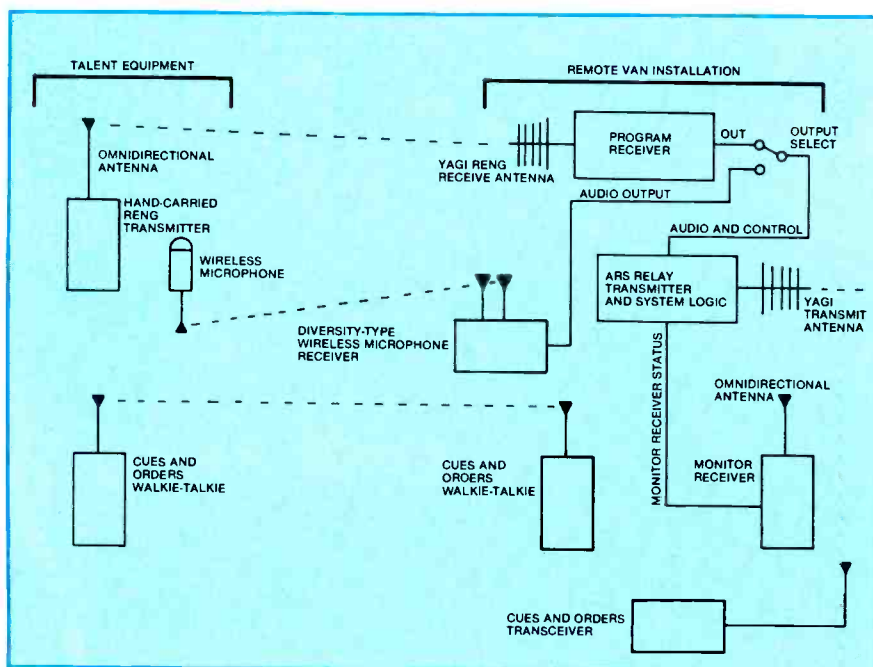 TALENT EQUIPMENT
REMOTE VAN INSTALLATION
OMNIDIRECTIONAL
ANTENNA
YAGI RENG
RECEIVE ANTENNA
PROGRAM
RECEIVER
OUT
OUTPUT
SELECT
HAND-CARRIED
RENG
TRANSMITTER
WIRELESS
MICROPHONE
AUDIO OUTPUT
AUDIO AND CONTROL
ARS RELAY
TRANSMITTER
AND SYSTEM LOGIC
YAGI
TRANSMIT
ANTENNA
DIVERSITY-TYPE
WIRELESS MICROPHONE
RECEIVER
MONITOR RECEIVER STATUS
OMNIDIRECTIONAL
ANTENNA
CUES AND
ORDERS
WALKIE-TALKIE
CUES AND
ORDERS
WALKIE-TALKIE
MONITOR
RECEIVER
CUES AND ORDERS
TRANSCEIVER